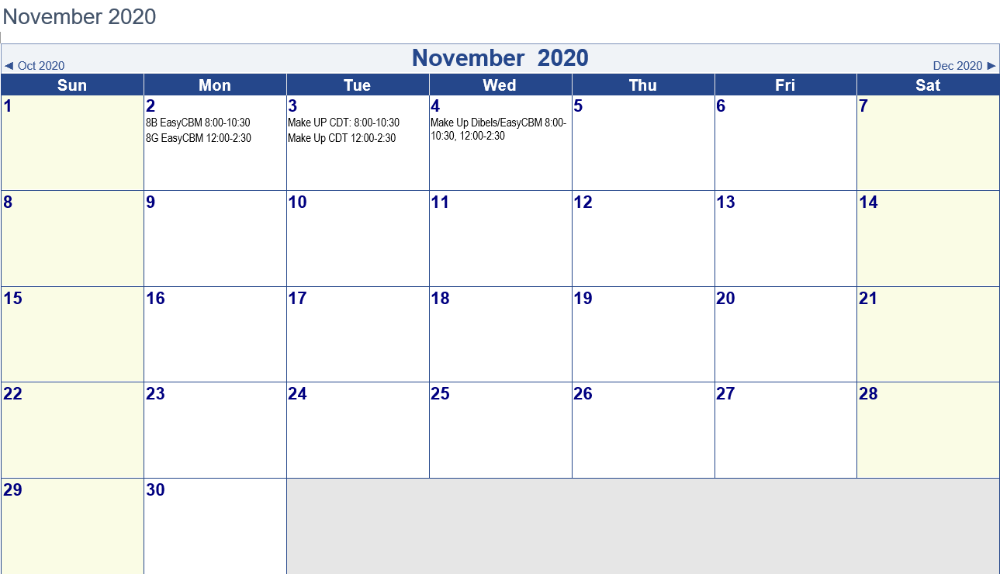 November 2020
November  2020
◄ Oct 2020
Dec 2020 ►
Sun Mon Tue Wed Thu Fri Sat
1 2 3 4 5 6 7
8B EasyCBM 8:00-10:30
8G EasyCBM 12:00-2:30
Make UP CDT: 8:00-10:30
Make Up CDT 12:00-2:30
Make Up Dibels/EasyCBM 8:00-
10:30, 12:00-2:30
8 9 10 11 12 13 14
15 16 17 18 19 20 21
22 23 24 25 26 27 28
29 30